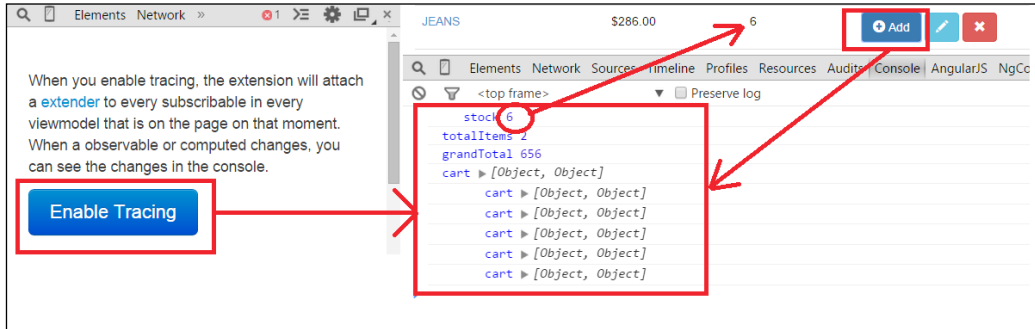 Elements Network » 1
When you enable tracing, the extension will attach
a extender to every subscribable in every
viewmodel that is on the page on that moment.
When a observable or computed changes, you
can see the changes in the console.
Enable Tracing
JEANS $286.00 6 Add
Elements Network Sources Timeline Profiles Resources Audits Console AngularJS NgCo
<top frame> ▼ Preserve log
stock 6
totalItems 2
grandTotal 656
cart ▶ [Object, Object]
cart ▶ [Object, Object]
cart ▶ [Object, Object]
cart ▶ [Object, Object]
cart ▶ [Object, Object]
cart ▶ [Object, Object]